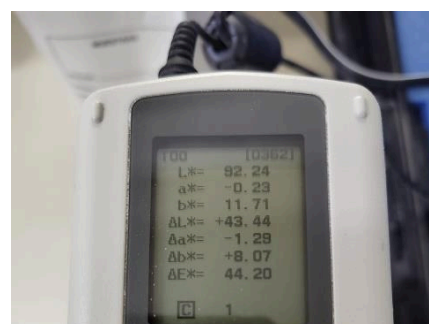 T00 [0362]
L*= 92.24
a*= -0.23
b*= 11.71
ΔL*= +43.44
Δa*= -1.29
Δb*= +8.07
ΔE*= 44.20
C 1